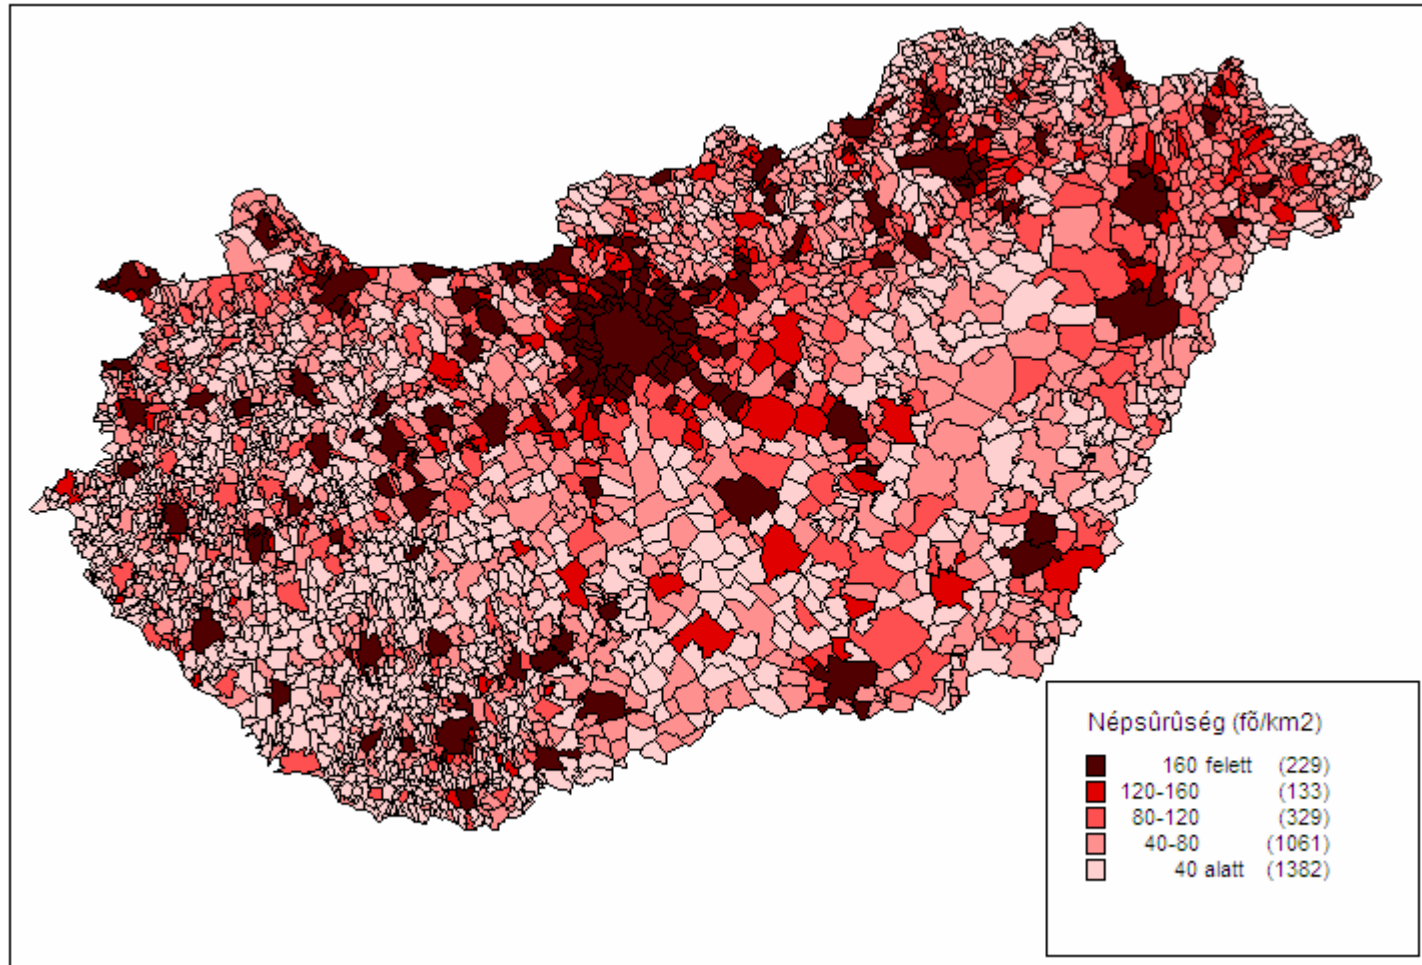 Népsûrûség (fõ/km2)
160 felett (229)
120-160 (133)
80-120 (329)
40-80 (1061)
40 alatt (1382)